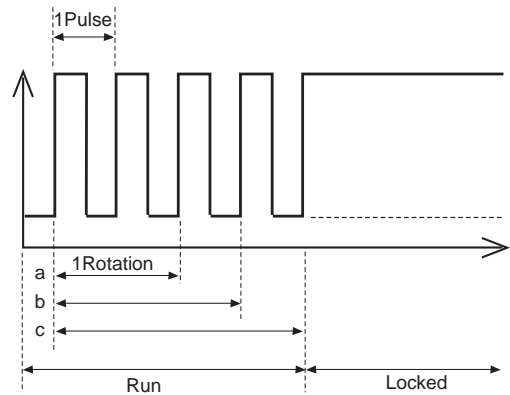 1Pulse
a
1Rotation
b
c
Run
Locked